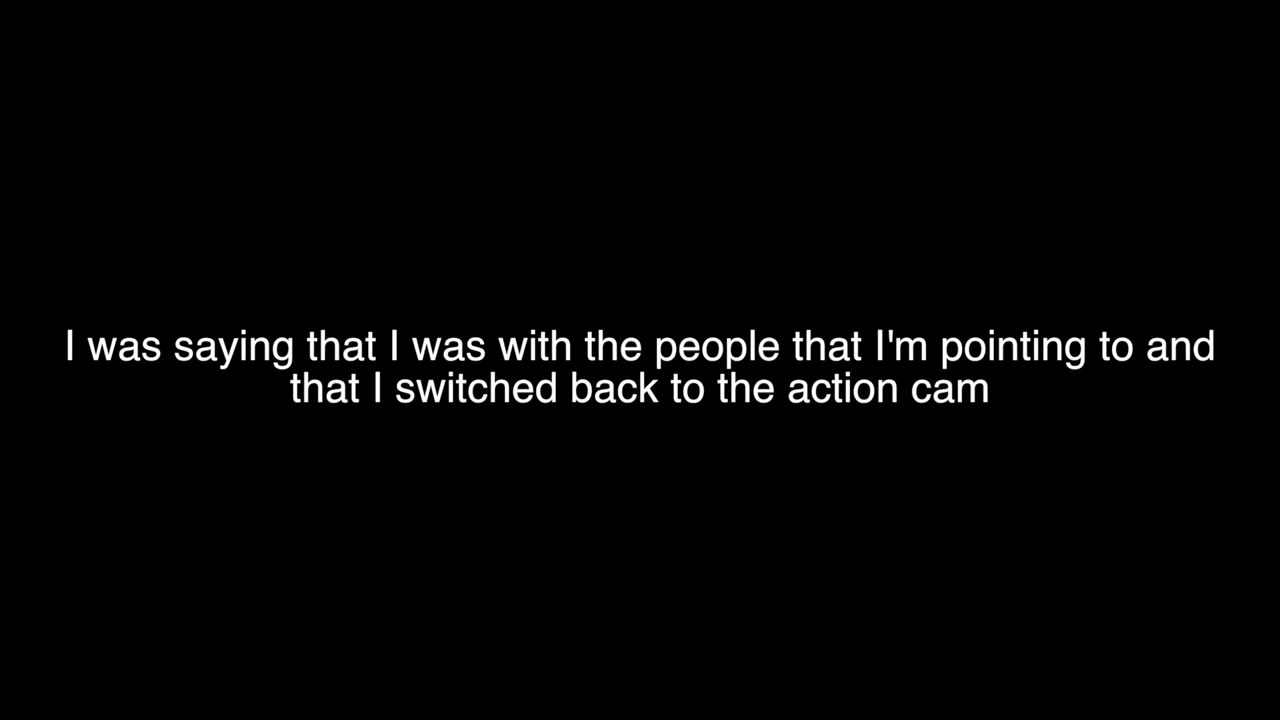 I was saying that I was with the people that I'm pointing to and
that I switched back to the action cam